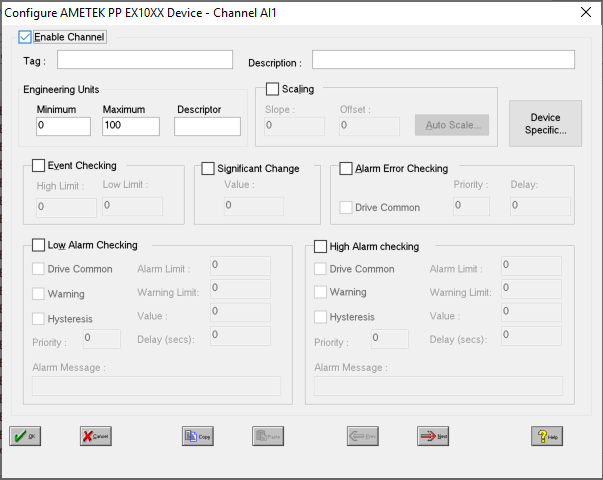 Configure AMETEK PP EX10XX Device - Channel AI1
Enable Channel
Tag :
Description :
Engineering Units
Minimum Maximum Descriptor
0 100
Scaling
Slope : Offset :
0 0 Auto Scale...
Device
Specific...
Event Checking
High Limit : Low Limit :
0 0
Significant Change
Value :
0
Alarm Error Checking
Priority : Delay:
Drive Common 0 0
Low Alarm Checking
Drive Common Alarm Limit : 0
Warning Warning Limit: 0
Hysteresis Value : 0
Priority : 0 Delay (secs): 0
Alarm Message :
High Alarm checking
Drive Common Alarm Limit : 0
Warning Warning Limit: 0
Hysteresis Value : 0
Priority : 0 Delay (secs): 0
Alarm Message :
OK Cancel Copy Paste Prev Next Help